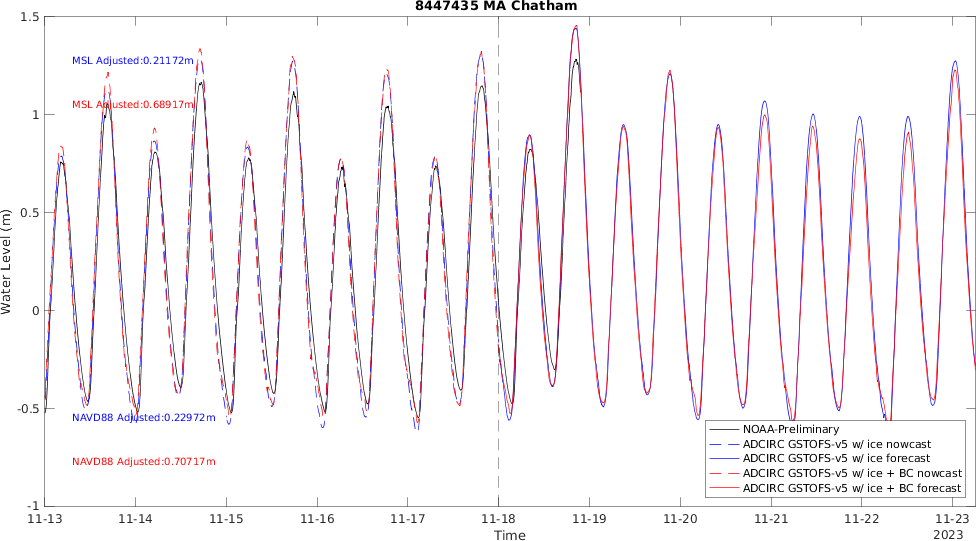 8447435 MA Chatham
1.5
MSL Adjusted:0.21172m
MSL Adjusted:0.68917m
1
0.5
Water Level (m)
0
-0.5
NAVD88 Adjusted:0.22972m
NAVD88 Adjusted:0.70717m
NOAA-Preliminary
ADCIRC GSTOFS-v5 w/ ice nowcast
ADCIRC GSTOFS-v5 w/ ice forecast
ADCIRC GSTOFS-v5 w/ ice + BC nowcast
ADCIRC GSTOFS-v5 w/ ice + BC forecast
-1
11-13 11-14 11-15 11-16 11-17 11-18 11-19 11-20 11-21 11-22 11-23
Time 2023